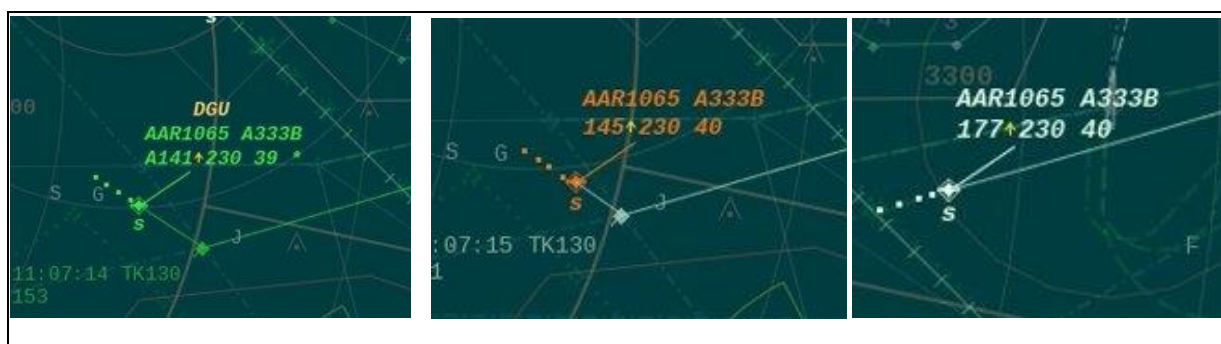 s
00
DGU
AAR1065 A333B
A141↑230 39 *
S G
s
J
11:07:14 TK130
153
AAR1065 A333B
145↑230 40
S G
s
J
:07:15 TK130
1
3300
AAR1065 A333B
177↑230 40
s
F